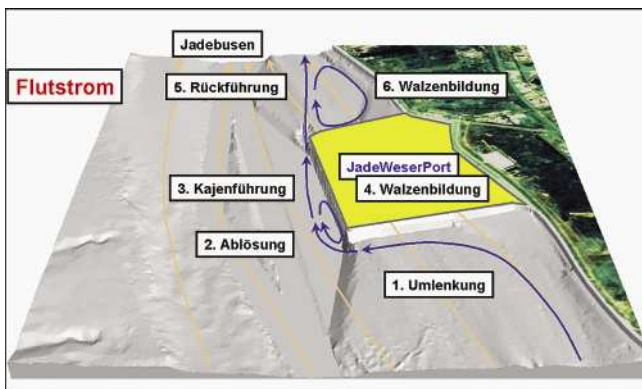 Jadebusen
Flutstrom
5. Rückführung
6. Walzenbildung
JadeWeserPort
3. Kajenführung
4. Walzenbildung
2. Ablösung
1. Umlenkung